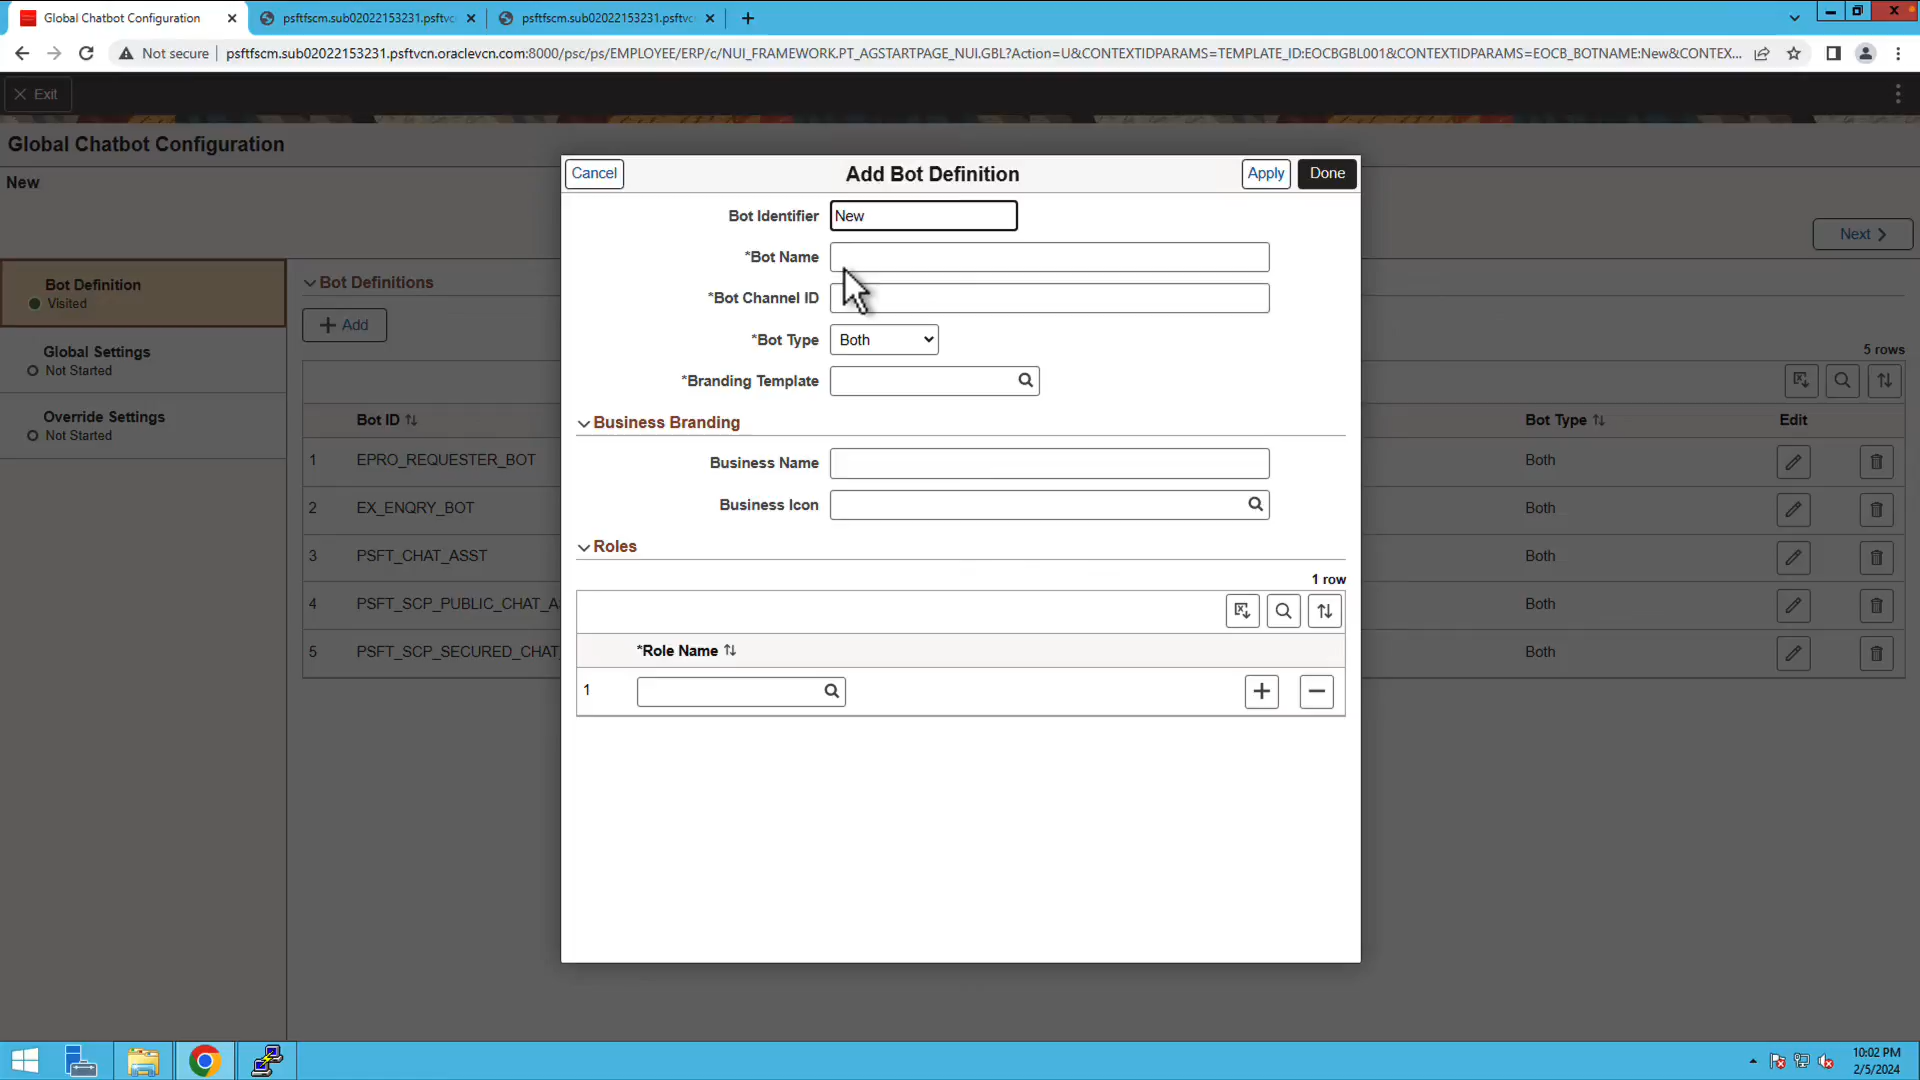 Global Chatbot Configuration
psftfscm.sub02022153231.psftvc
psftfscm.sub02022153231.psftvc
Not secure
psftfscm.sub02022153231.psftvcn.oraclevcn.com:8000/psc/ps/EMPLOYEE/ERP/c/NUI_FRAMEWORK.PT_AGSTARTPAGE_NUI.GBL?Action=U&CONTEXTIDPARAMS=TEMPLATE_ID:EOCBGBL001&CONTEXTIDPARAMS=EOCB_BOTNAME:New&CONTEX...
Exit
Global Chatbot Configuration
New
Next
Bot Definition
Visited
Global Settings
Not Started
Override Settings
Not Started
Bot Definitions
+ Add
5 rows
Bot ID
Bot Type
Edit
1 EPRO_REQUESTER_BOT Both
2 EX_ENQRY_BOT Both
3 PSFT_CHAT_ASST Both
4 PSFT_SCP_PUBLIC_CHAT_A Both
5 PSFT_SCP_SECURED_CHAT_ Both
Cancel
Add Bot Definition
Apply
Done
Bot Identifier New
*Bot Name
*Bot Channel ID
*Bot Type Both
*Branding Template
Business Branding
Business Name
Business Icon
Roles
1 row
*Role Name
1
10:02 PM
2/5/2024